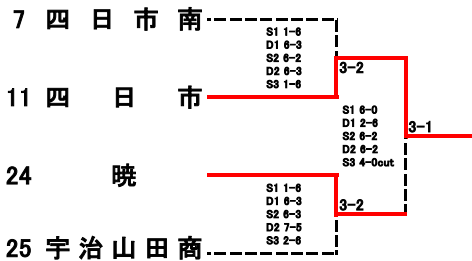 7 四日市南
S1 1-6
D1 6-3
S2 6-2
D2 6-3
S3 1-6
3-2
11 四日市
S1 6-0
D1 2-6
S2 6-2
D2 6-2
S3 4-0cut
3-1
24 暁
S1 1-6
D1 6-3
S2 6-3
D2 7-5
S3 2-6
3-2
25 宇治山田商